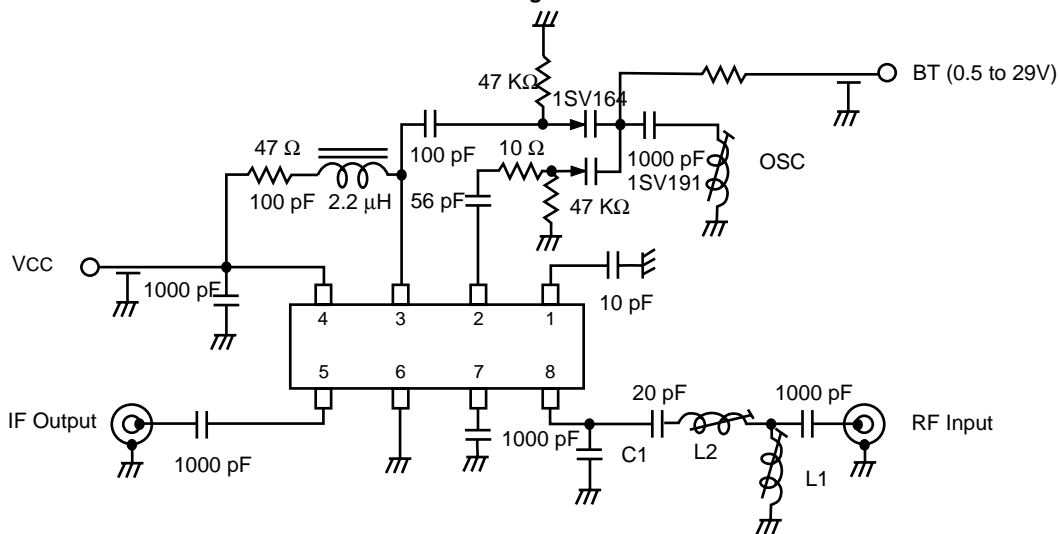 47 KΩ
1SV164
BT (0.5 to 29V)
47 Ω
100 pF
10 Ω
1000 pF
OSC
1SV191
100 pF
2.2 μH
56 pF
47 KΩ
VCC
1000 pF
10 pF
4
3
2
1
5
6
7
8
IF Output
20 pF
1000 pF
RF Input
1000 pF
1000 pF
C1
L2
L1